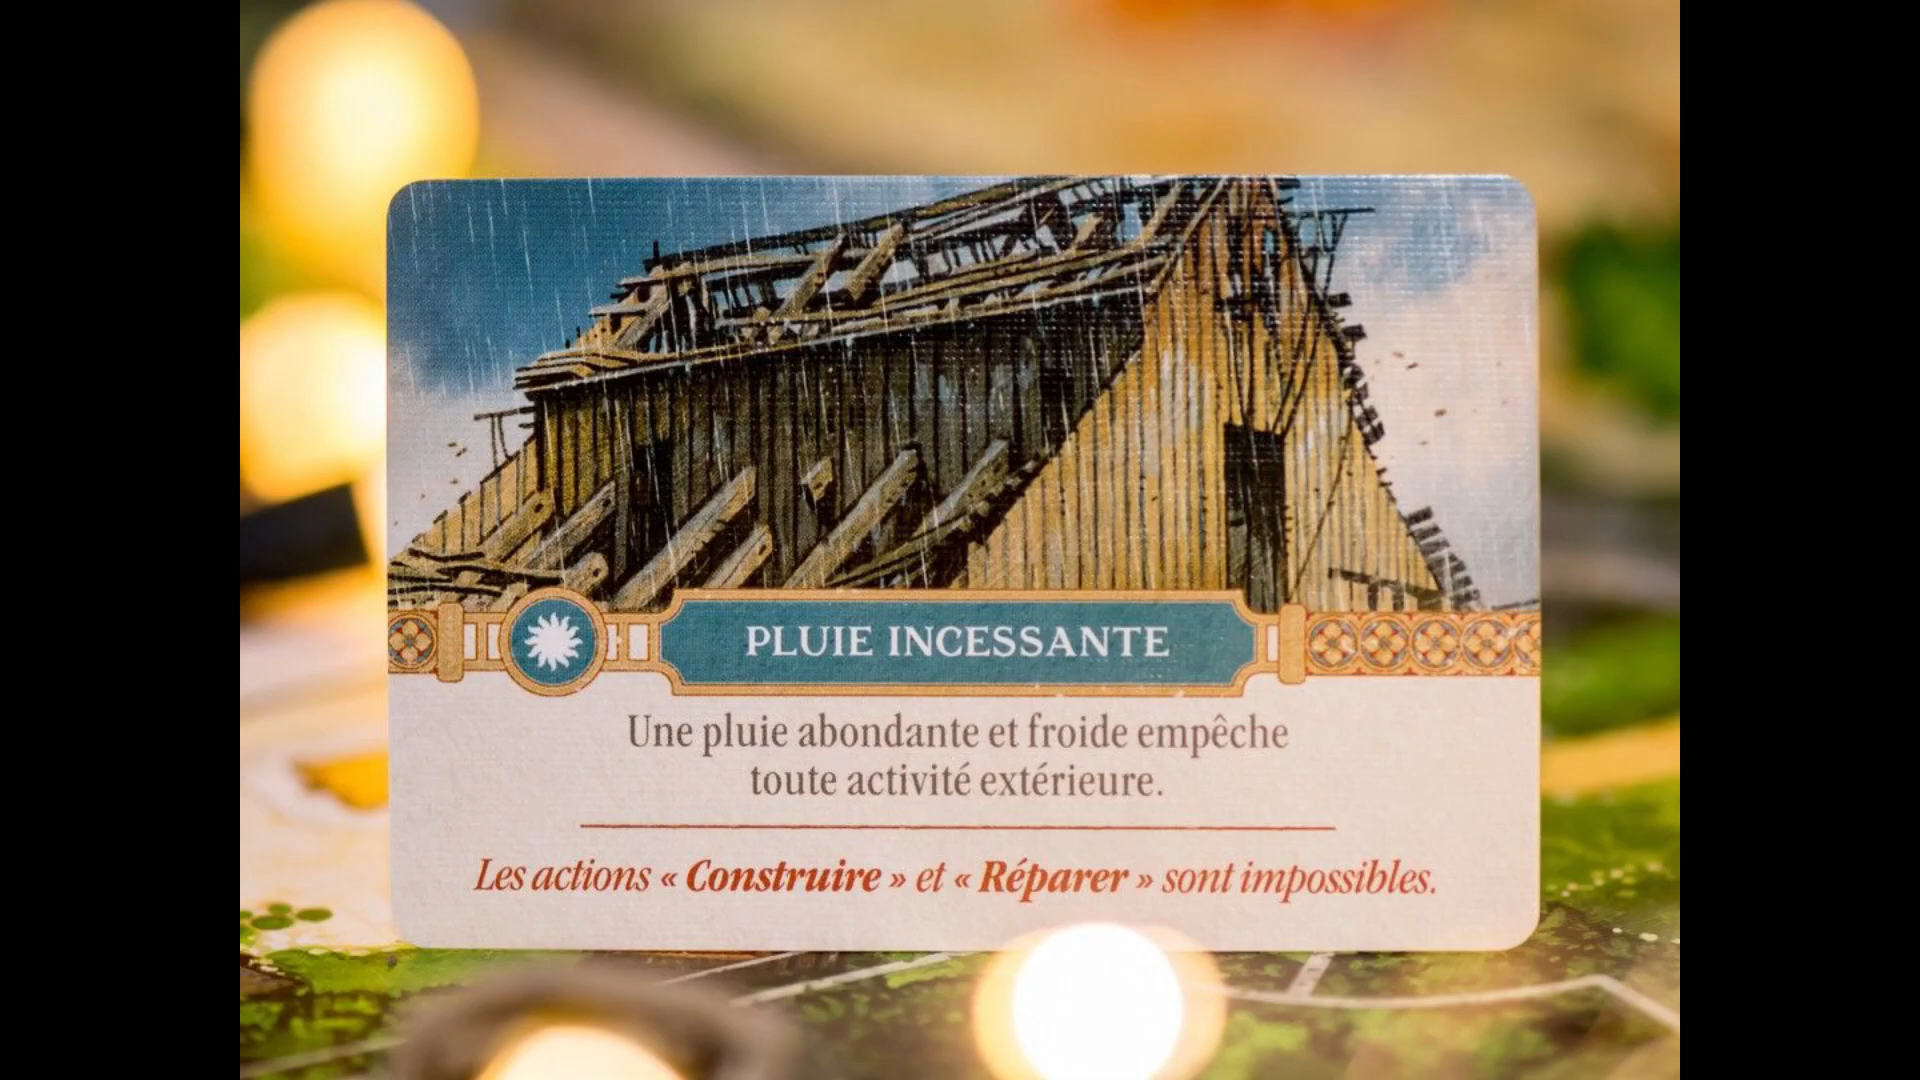 PLUIE INCESSANTE
Une pluie abondante et froide empêche
toute activité extérieure.
Les actions « Construire » et « Réparer » sont impossibles.